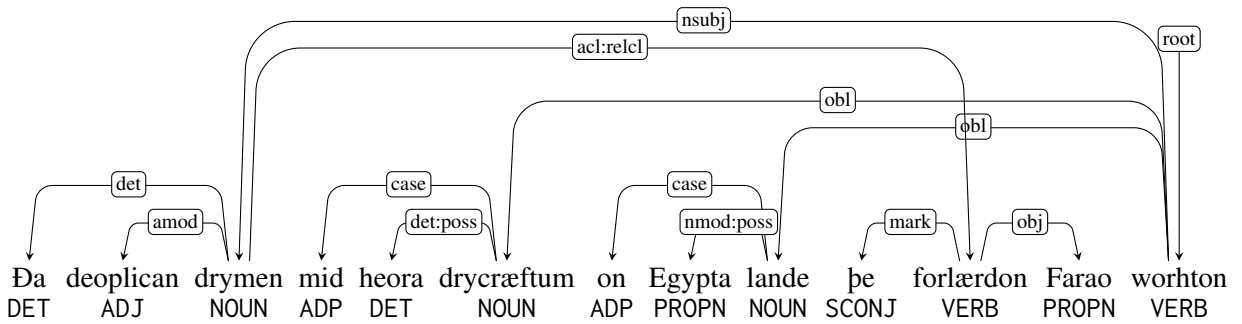 nsubj
root
acl:relcl
obl
obl
det
case
case
amod
det:poss
nmod:poss
mark
obj
Ða deoplican drymen mid heora drycræftum on Egypta lande þe forlærdon Farao worhton
DET ADJ NOUN ADP DET NOUN ADP PROPN NOUN SCONJ VERB PROPN VERB